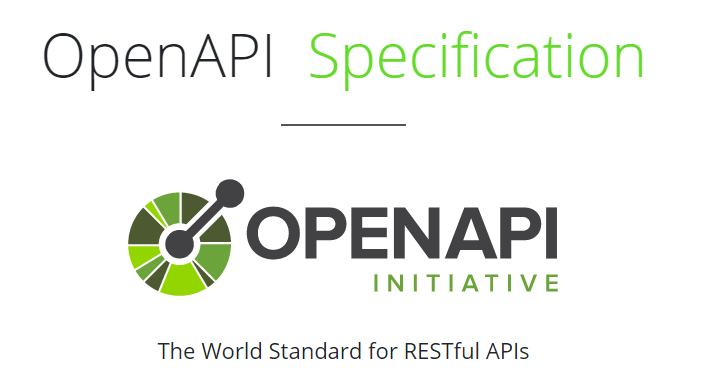 OpenAPI Specification
OPENAPI
INITIATIVE
The World Standard for RESTful APIs